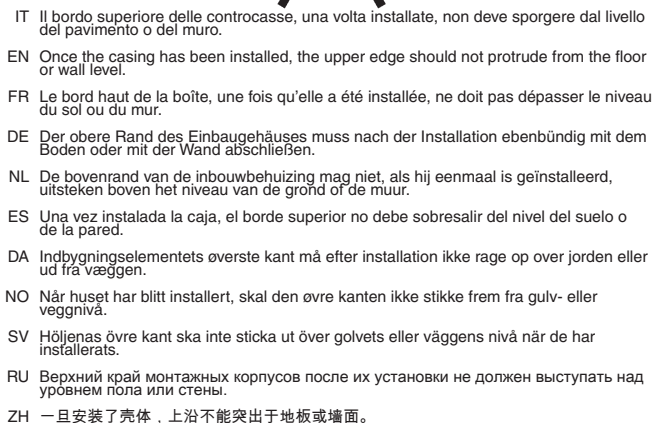 IT Il bordo superiore delle controcasse, una volta installate, non deve sporgere dal livello
del pavimento o del muro.
EN Once the casing has been installed, the upper edge should not protrude from the floor
or wall level.
FR Le bord haut de la boîte, une fois qu'elle a été installée, ne doit pas dépasser le niveau
du sol ou du mur.
DE Der obere Rand des Einbaugehäuses muss nach der Installation ebenbündig mit dem
Boden oder mit der Wand abschließen.
NL De bovenrand van de inbouwbehuizing mag niet, als hij eenmaal is geïnstalleerd,
uitsteken boven het niveau van de grond of de muur.
ES Una vez instalada la caja, el borde superior no debe sobresalir del nivel del suelo o
de la pared.
DA Indbygningselementets øverste kant må efter installation ikke rage op over jorden eller
ud fra væggen.
NO Når huset har blitt installert, skal den øvre kanten ikke stikke frem fra gulv- eller
veggnivå.
SV Höljenas övre kant ska inte sticka ut över golvets eller väggens nivå när de har
installerats.
RU Верхний край монтажных корпусов после их установки не должен выступать над
уровнем пола или стены.
ZH 一旦安装了壳体，上沿不能突出于地板或墙面。